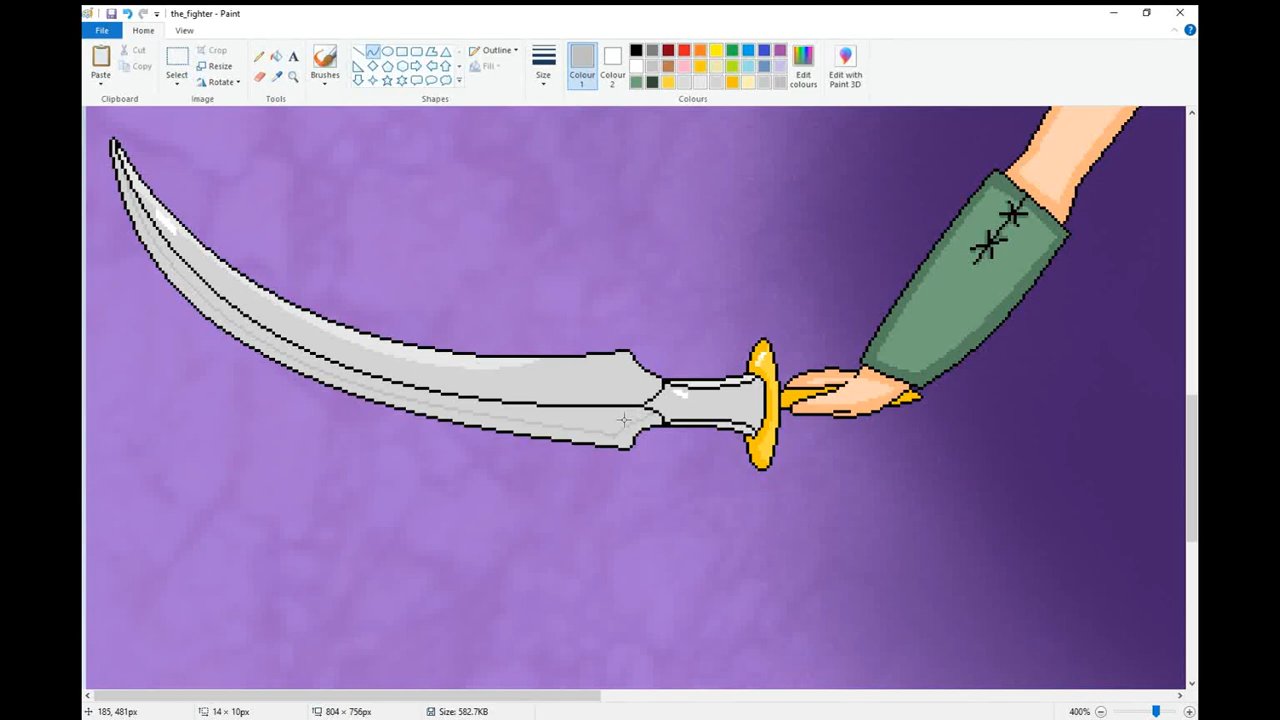 the_fighter - Paint
File Home View
Paste Cut Copy
Select Crop Resize Rotate
A
Brushes
Outline Fill
Size
Colour 1
Colour 2
Edit colours
Edit with Paint 3D
Clipboard Image Tools Shapes Colours
185, 481px 14 × 10px 804 × 756px Size: 582.7KB 400%